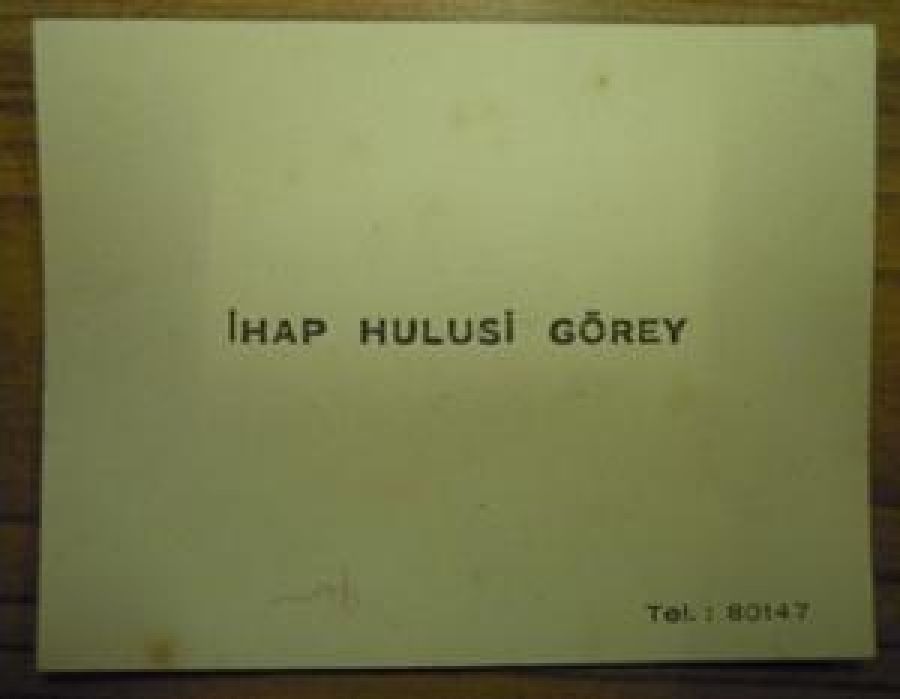 İHAP HULUSİ GÖREY
Tel. : 80147